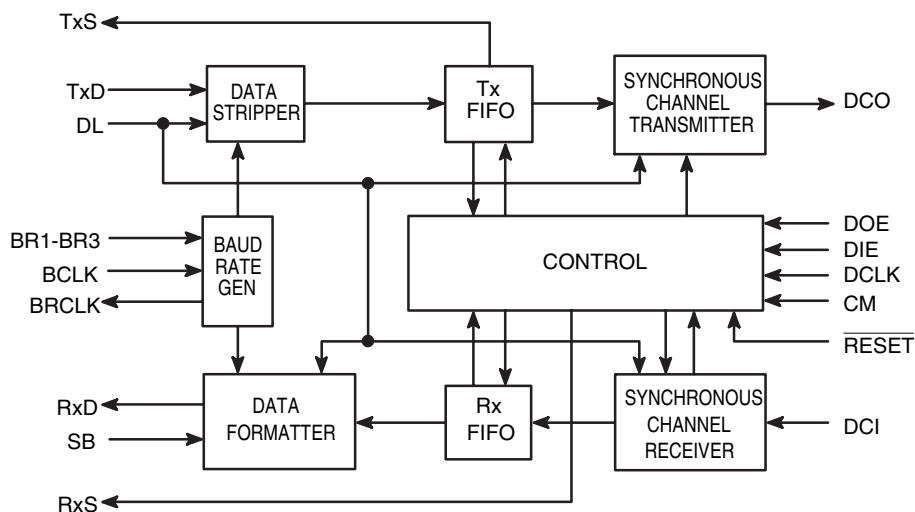 TxS
TxD
DL
DATA
STRIPPER
Tx
FIFO
SYNCHRONOUS
CHANNEL
TRANSMITTER
DCO
BR1-BR3
BCLK
BRCLK
BAUD
RATE
GEN
CONTROL
DOE
DIE
DCLK
CM
RESET
RxD
SB
DATA
FORMATTER
Rx
FIFO
SYNCHRONOUS
CHANNEL
RECEIVER
DCI
RxS